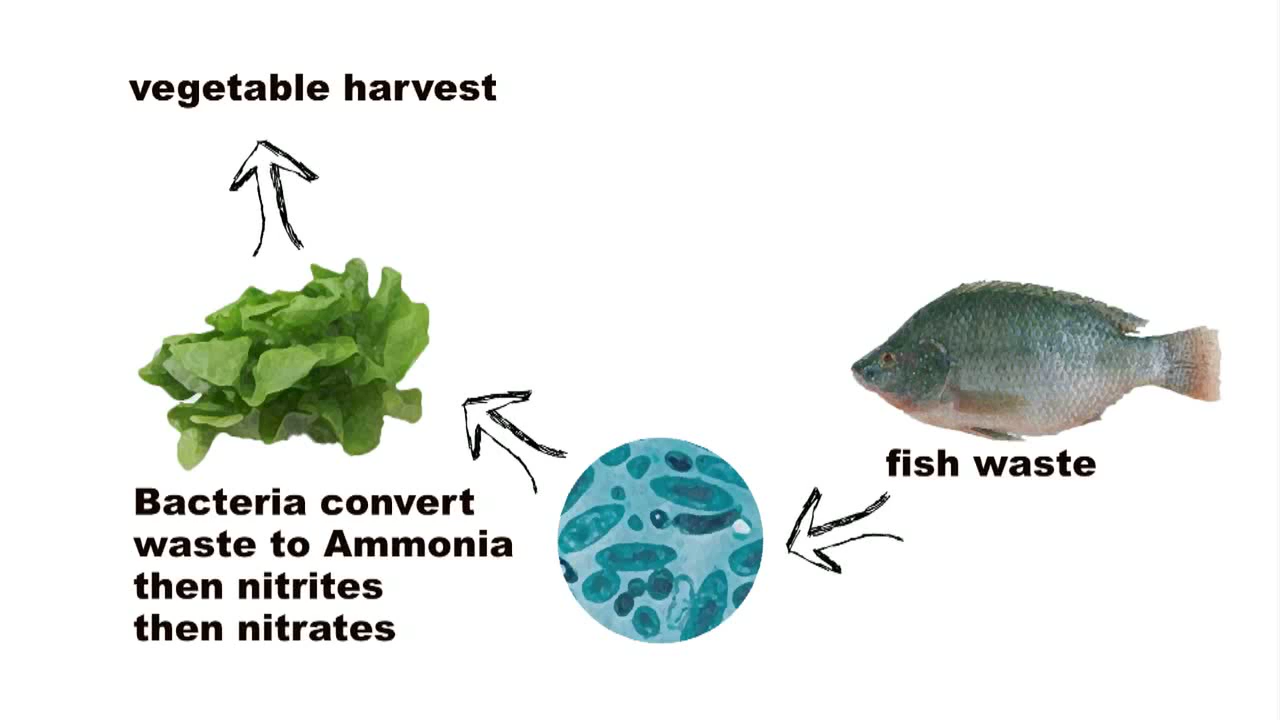 vegetable harvest
fish waste
Bacteria convert
waste to Ammonia
then nitrites
then nitrates